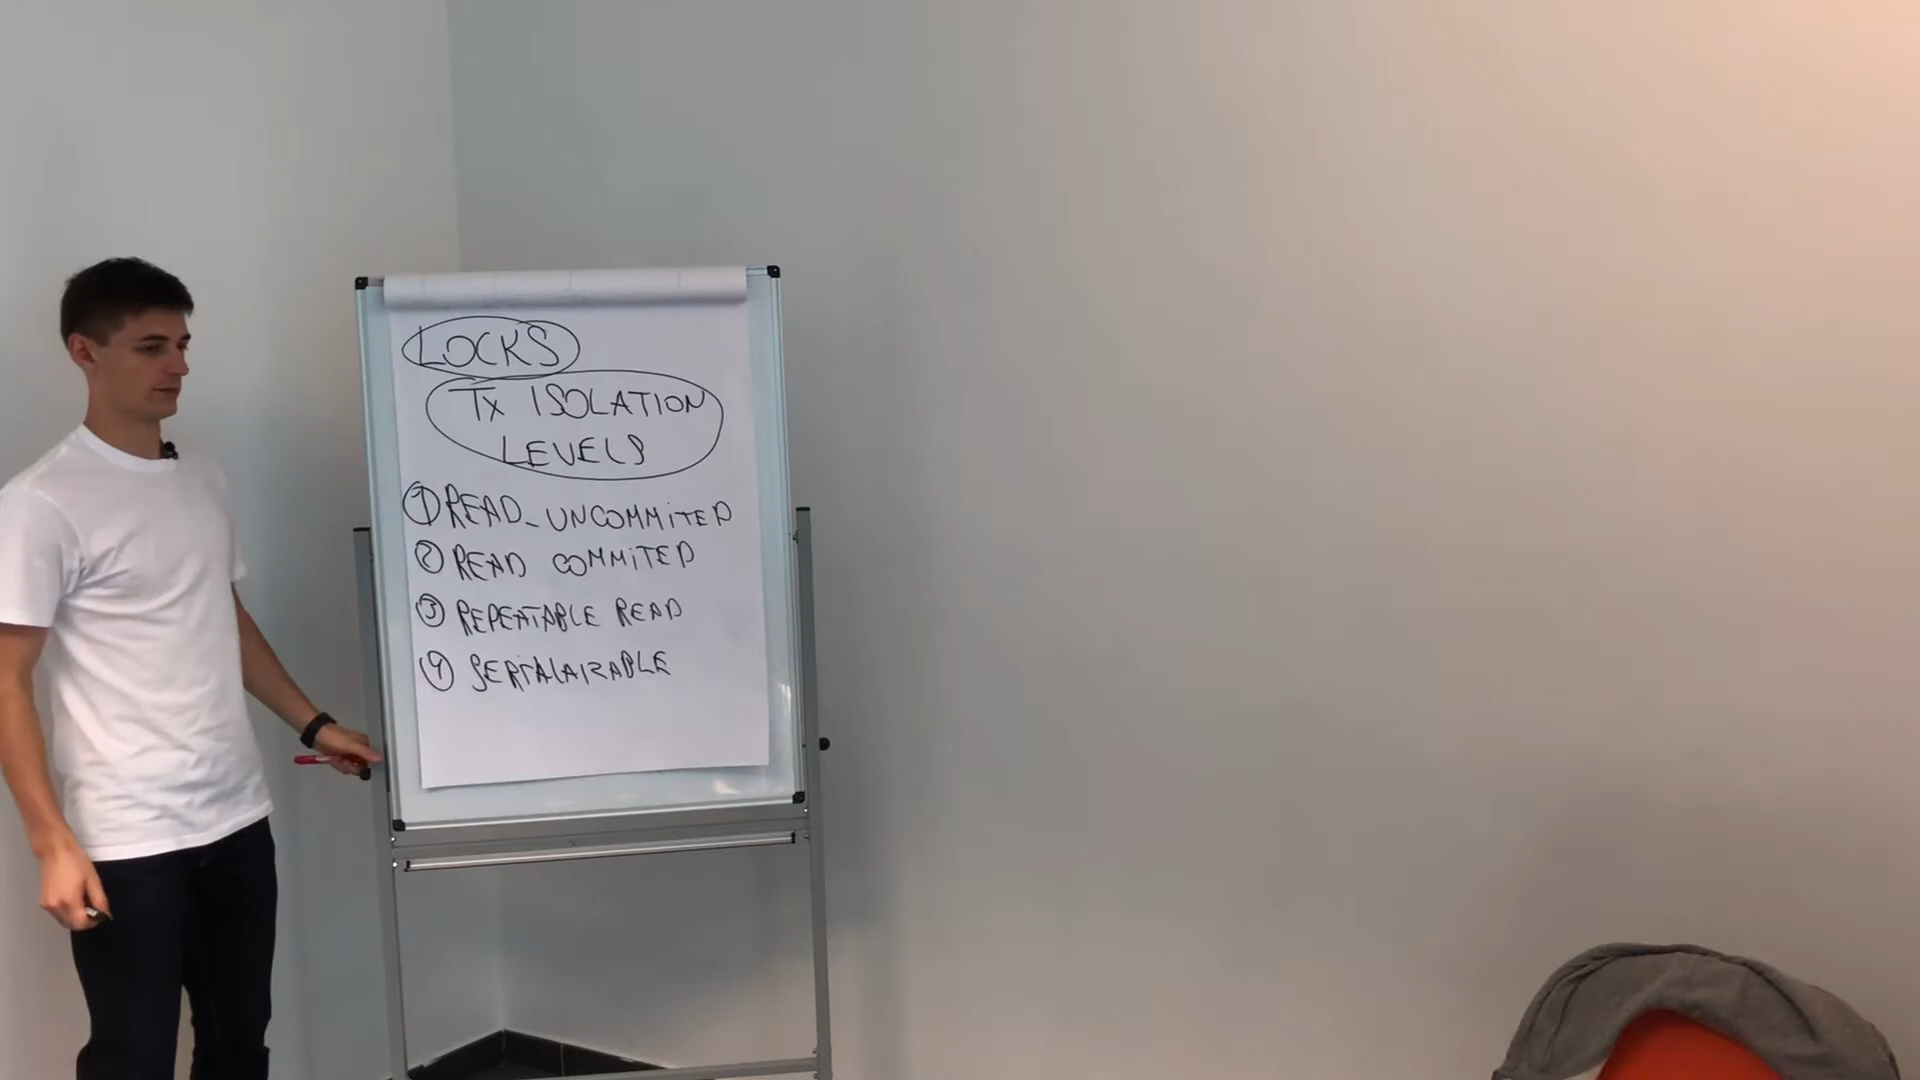 LOCKS
Tx ISOLATION
LEVELS
1 READ_UNCOMMITED
2 READ COMMITED
3 REPEATABLE READ
4 SERIALAIZABLE